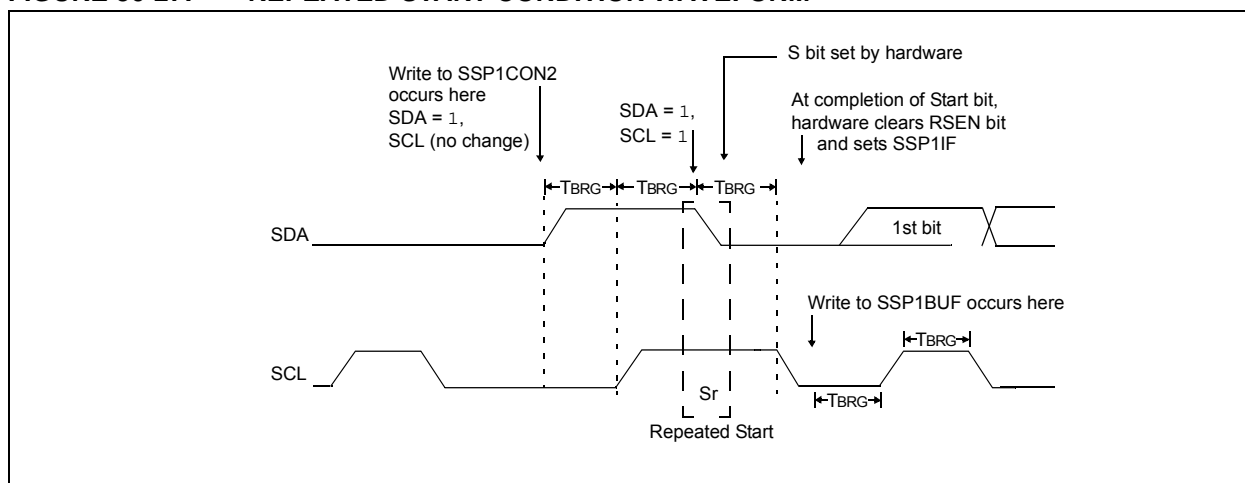 S bit set by hardware
Write to SSP1CON2
occurs here
SDA = 1,
SCL (no change)
SDA = 1,
SCL = 1
At completion of Start bit,
hardware clears RSEN bit
and sets SSP1IF
TBRG TBRG TBRG
SDA
1st bit
Write to SSP1BUF occurs here
TBRG
SCL
Sr
TBRG
Repeated Start